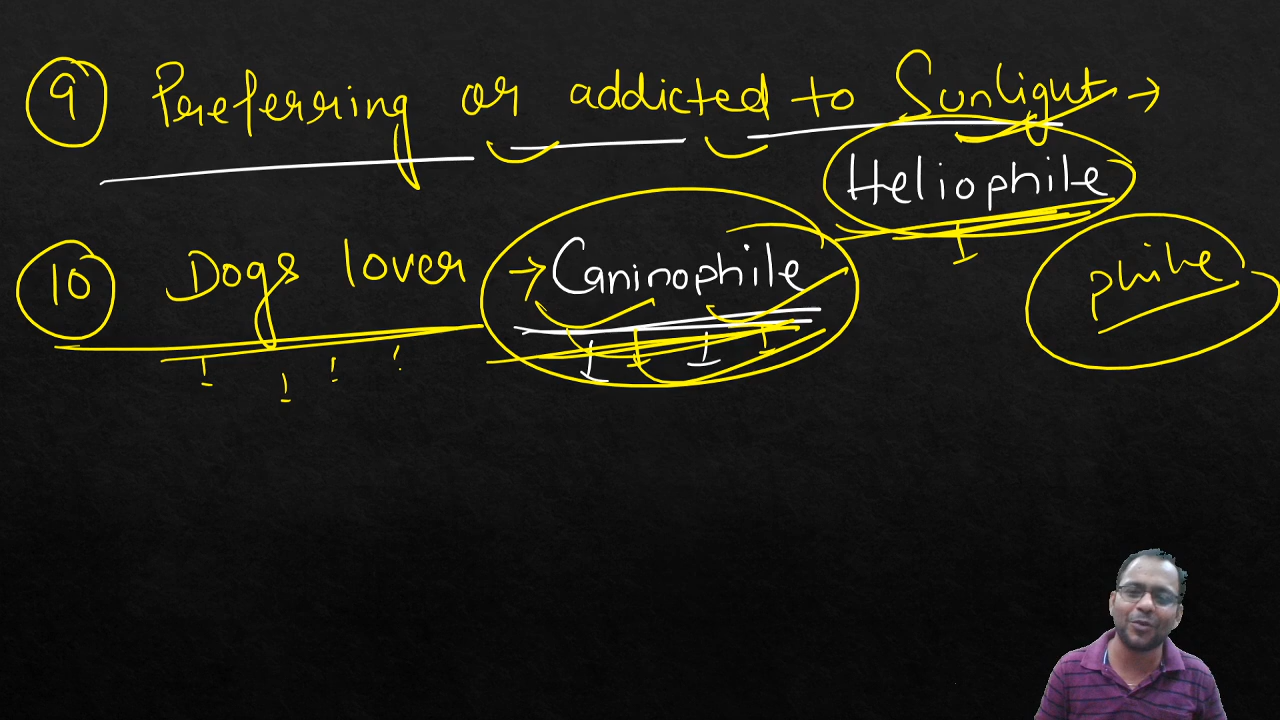 9 Preferring or addicted to Sunlight →
Heliophile
10 Dogs lover → Caninophile
phile